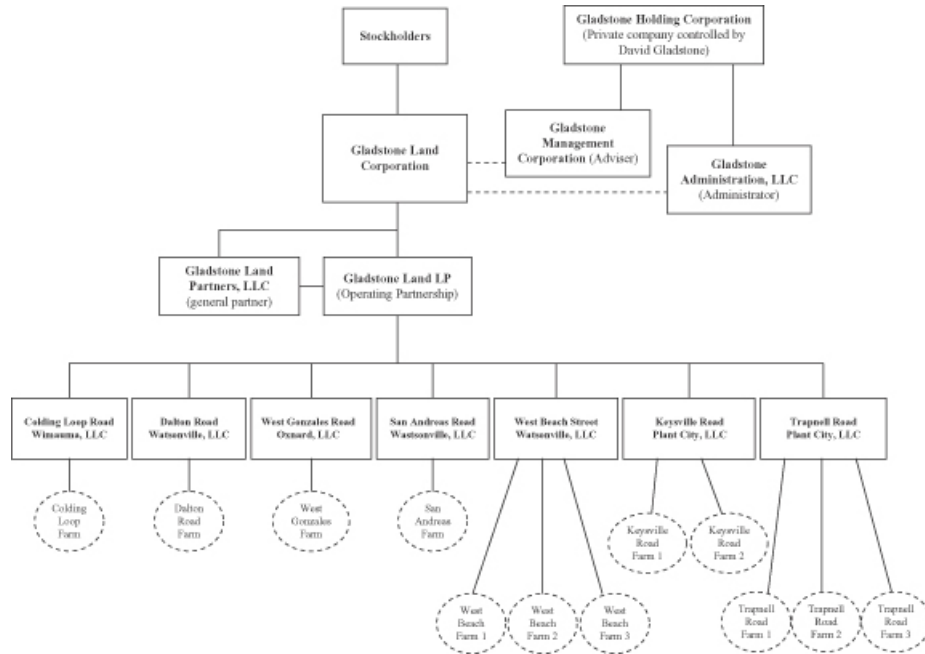 Stockholders
Gladstone Holding Corporation
(Private company controlled by
David Gladstone)
Gladstone Land
Corporation
Gladstone
Management
Corporation (Adviser)
Gladstone
Administration, LLC
(Administrator)
Gladstone Land
Partners, LLC
(general partner)
Gladstone Land LP
(Operating Partnership)
Colding Loop Road
Wimauma, LLC
Dalton Road
Watsonville, LLC
West Gonzales Road
Oxnard, LLC
San Andreas Road
Wastsonville, LLC
West Beach Street
Watsonville, LLC
Keysville Road
Plant City, LLC
Trapnell Road
Plant City, LLC
Colding
Loop
Farm
Dalton
Road
Farm
West
Gonzales
Farm
San
Andreas
Farm
Keysville
Road
Farm 1
Keysville
Road
Farm 2
West
Beach
Farm 1
West
Beach
Farm 2
West
Beach
Farm 3
Trapnell
Road
Farm 1
Trapnell
Road
Farm 2
Trapnell
Road
Farm 3